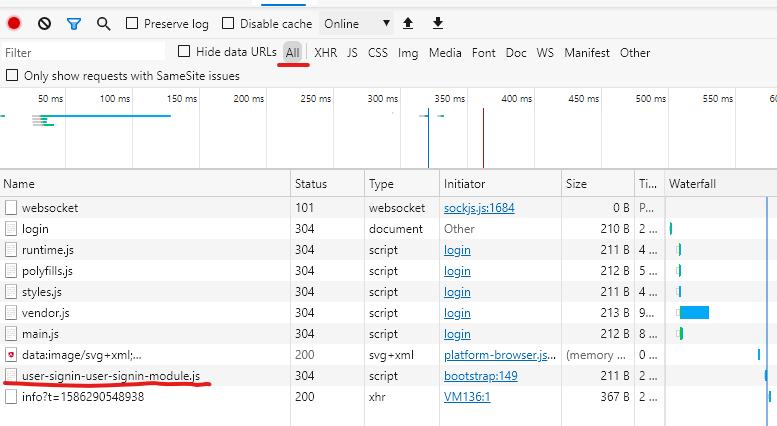 Preserve log Disable cache Online
Filter Hide data URLs All XHR JS CSS Img Media Font Doc WS Manifest Other
Only show requests with SameSite issues
50 ms 100 ms 150 ms 200 ms 250 ms 300 ms 350 ms 400 ms 450 ms 500 ms 550 ms
Name Status Type Initiator Size Ti... Waterfall
websocket 101 websocket sockjs.js:1684 0 B P...
login 304 document Other 210 B 2 ...
runtime.js 304 script login 211 B 4 ...
polyfills.js 304 script login 212 B 5 ...
styles.js 304 script login 211 B 4 ...
vendor.js 304 script login 213 B 9...
main.js 304 script login 212 B 8 ...
data:image/svg+xml;... 200 svg+xml platform-browser.js... (memory ... 0 ...
user-signin-user-signin-module.js 304 script bootstrap:149 211 B 2 ...
info?t=1586290548938 200 xhr VM136:1 367 B 2 ...